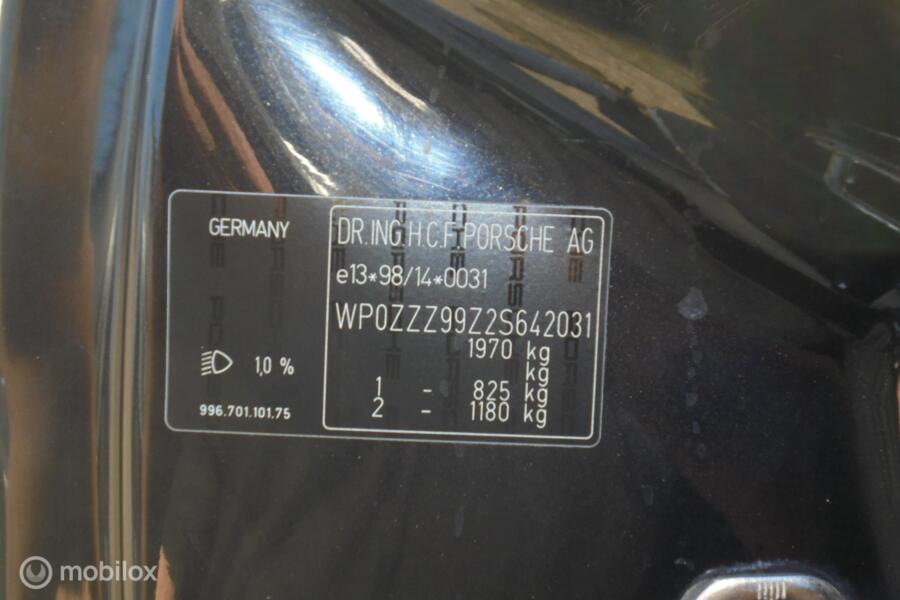 GERMANY
DR.ING.H.C.F.PORSCHE AG
e13*98/14*0031
WP0ZZZ99Z2S642031
1970 kg
kg
1 - 825 kg
2 - 1180 kg
1,0 %
996.701.101.75
mobilox